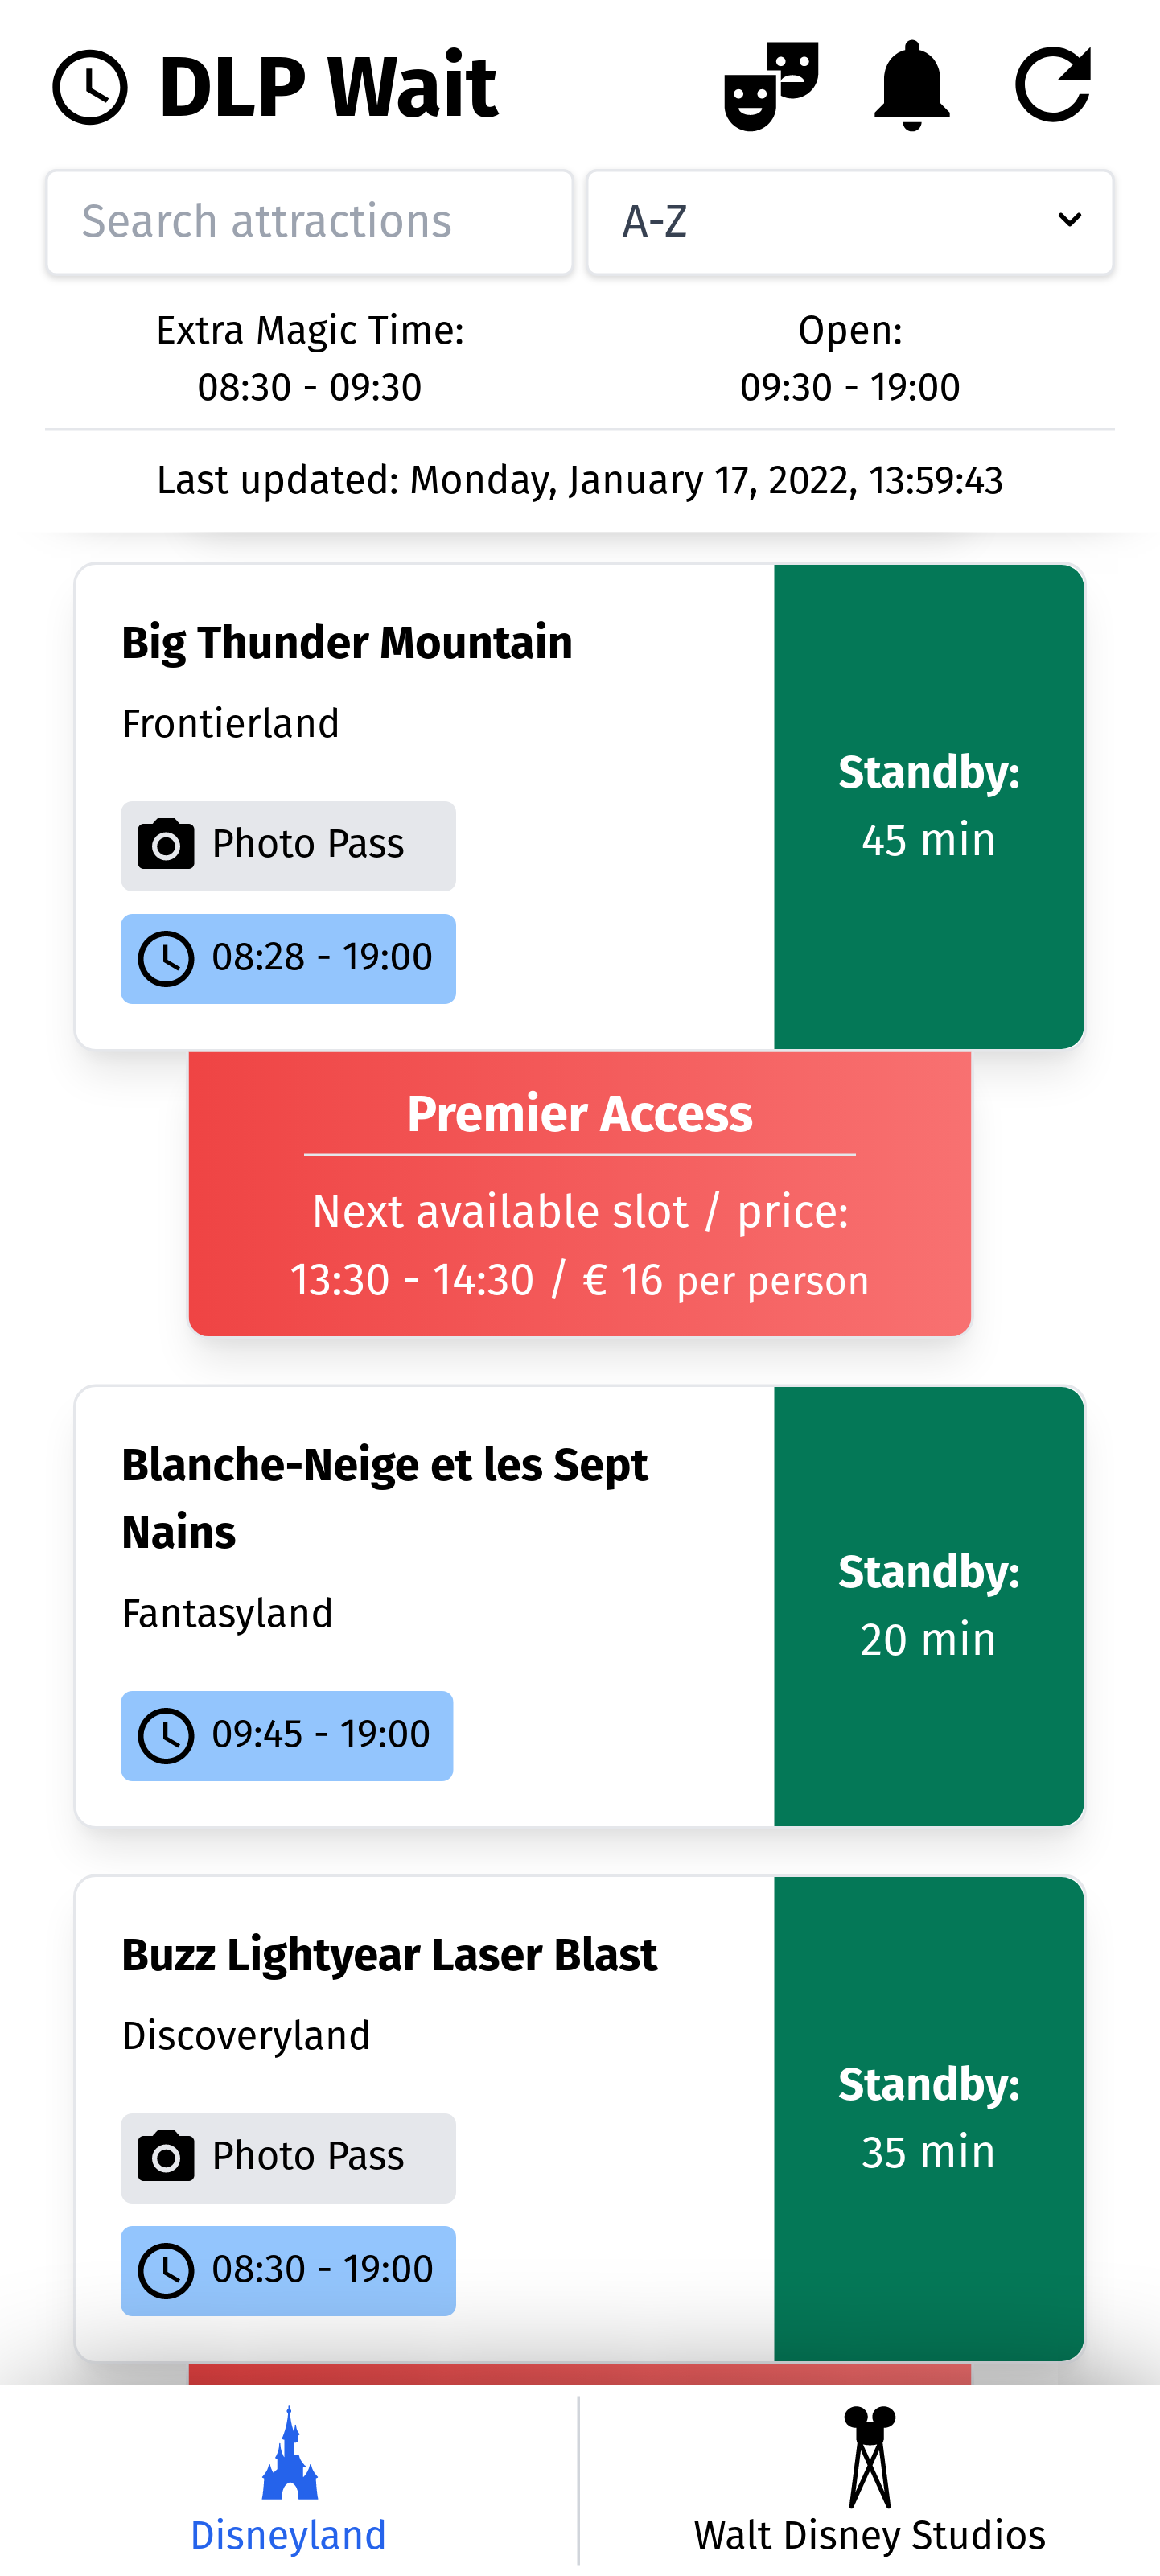 DLP Wait
Search attractions
A-Z
Extra Magic Time:
08:30 - 09:30
Open:
09:30 - 19:00
Last updated: Monday, January 17, 2022, 13:59:43
Big Thunder Mountain
Frontierland
Photo Pass
08:28 - 19:00
Standby:
45 min
Premier Access
Next available slot / price:
13:30 - 14:30 / € 16 per person
Blanche-Neige et les Sept
Nains
Fantasyland
09:45 - 19:00
Standby:
20 min
Buzz Lightyear Laser Blast
Discoveryland
Photo Pass
08:30 - 19:00
Standby:
35 min
Disneyland
Walt Disney Studios